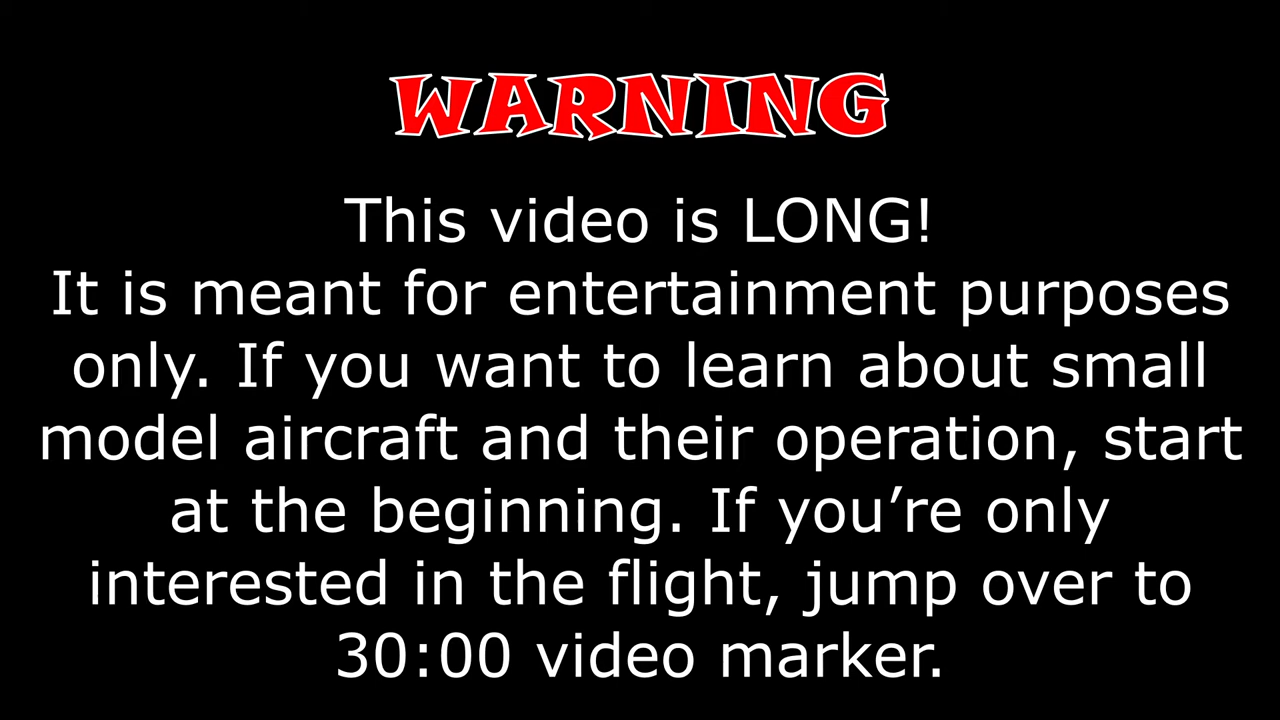 WARNING
This video is LONG!
It is meant for entertainment purposes
only. If you want to learn about small
model aircraft and their operation, start
at the beginning. If you’re only
interested in the flight, jump over to
30:00 video marker.